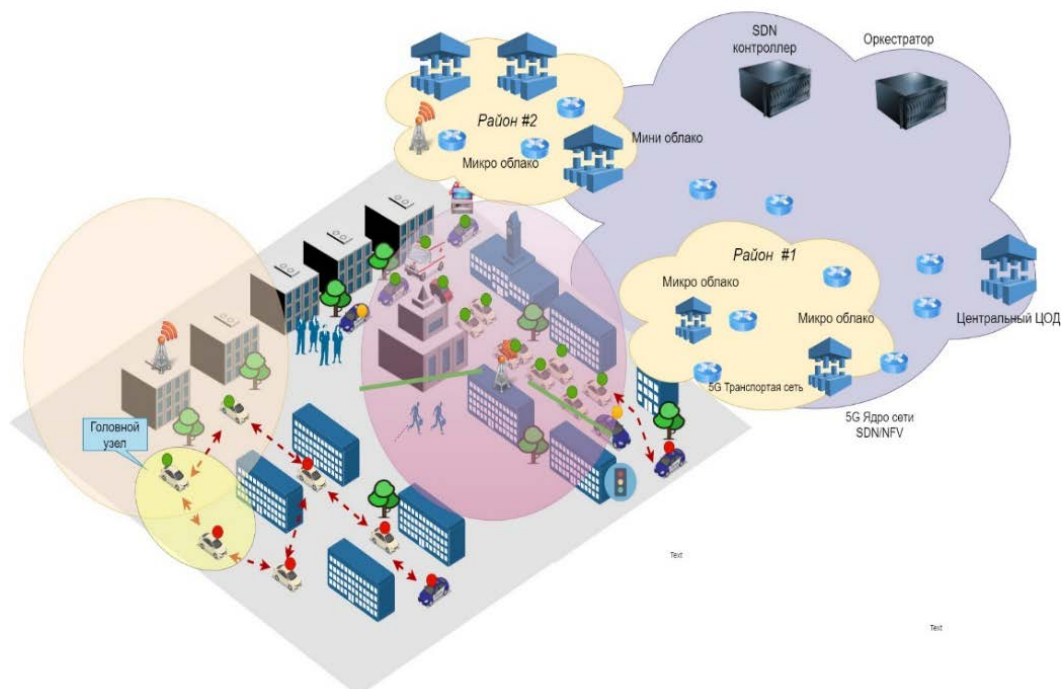 SDN
контроллер
Оркестратор
Район #2
Микро облако
Мини облако
Район #1
Микро облако
Микро облако
Центральный ЦОД
5G Транспортая сеть
5G Ядро сети
SDN/NFV
Головной
узел
Text
Text